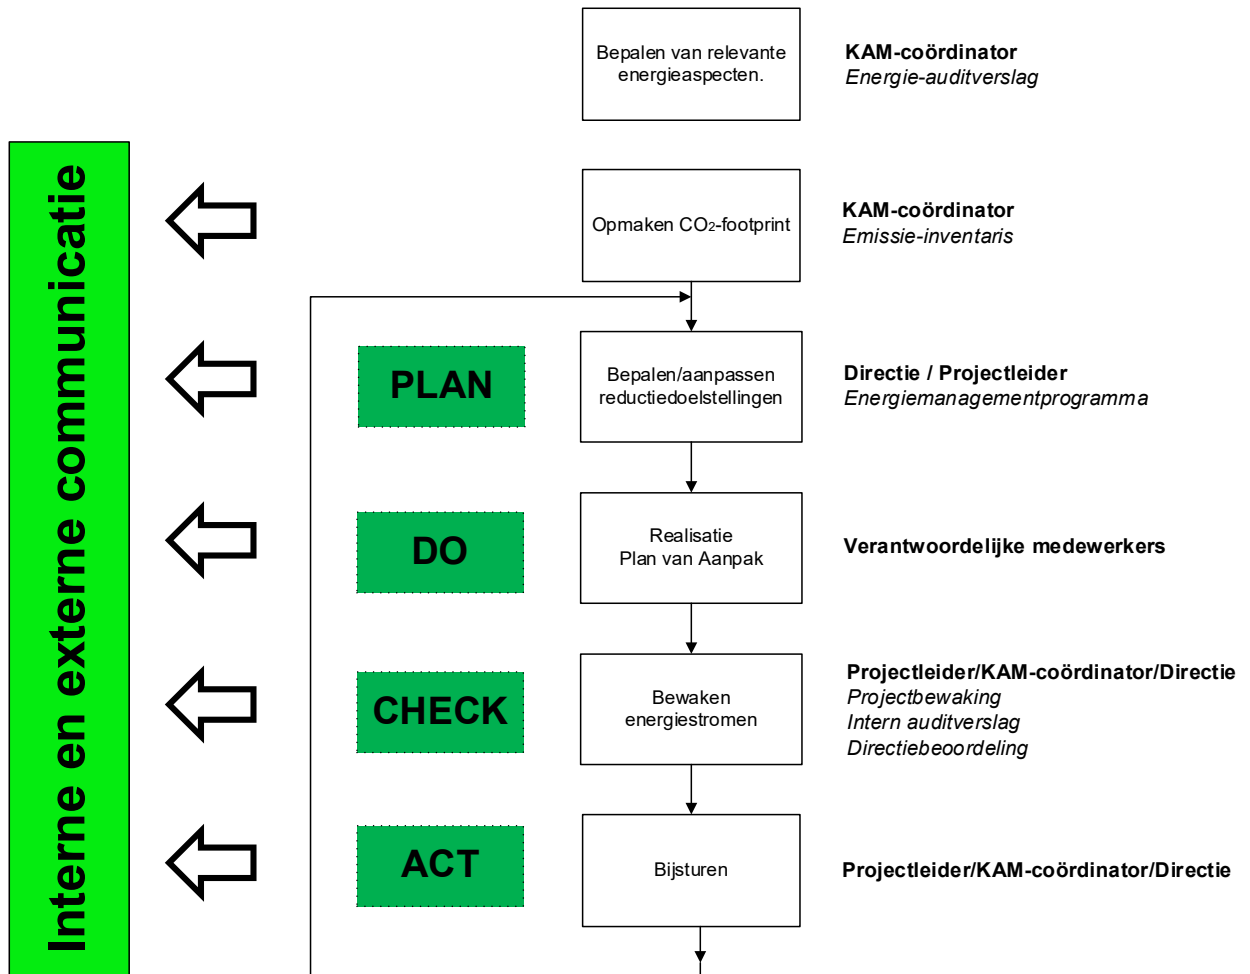 Bepalen van relevante
energieaspecten.
KAM-coördinator
Energie-auditverslag
Interne en externe communicatie
Opmaken CO₂-footprint
KAM-coördinator
Emissie-inventaris
PLAN
Bepalen/aanpassen
reductiedoelstellingen
Directie / Projectleider
Energiemanagementprogramma
DO
Realisatie
Plan van Aanpak
Verantwoordelijke medewerkers
CHECK
Bewaken
energiestromen
Projectleider/KAM-coördinator/Directie
Projectbewaking
Intern auditverslag
Directiebeoordeling
ACT
Bijsturen
Projectleider/KAM-coördinator/Directie